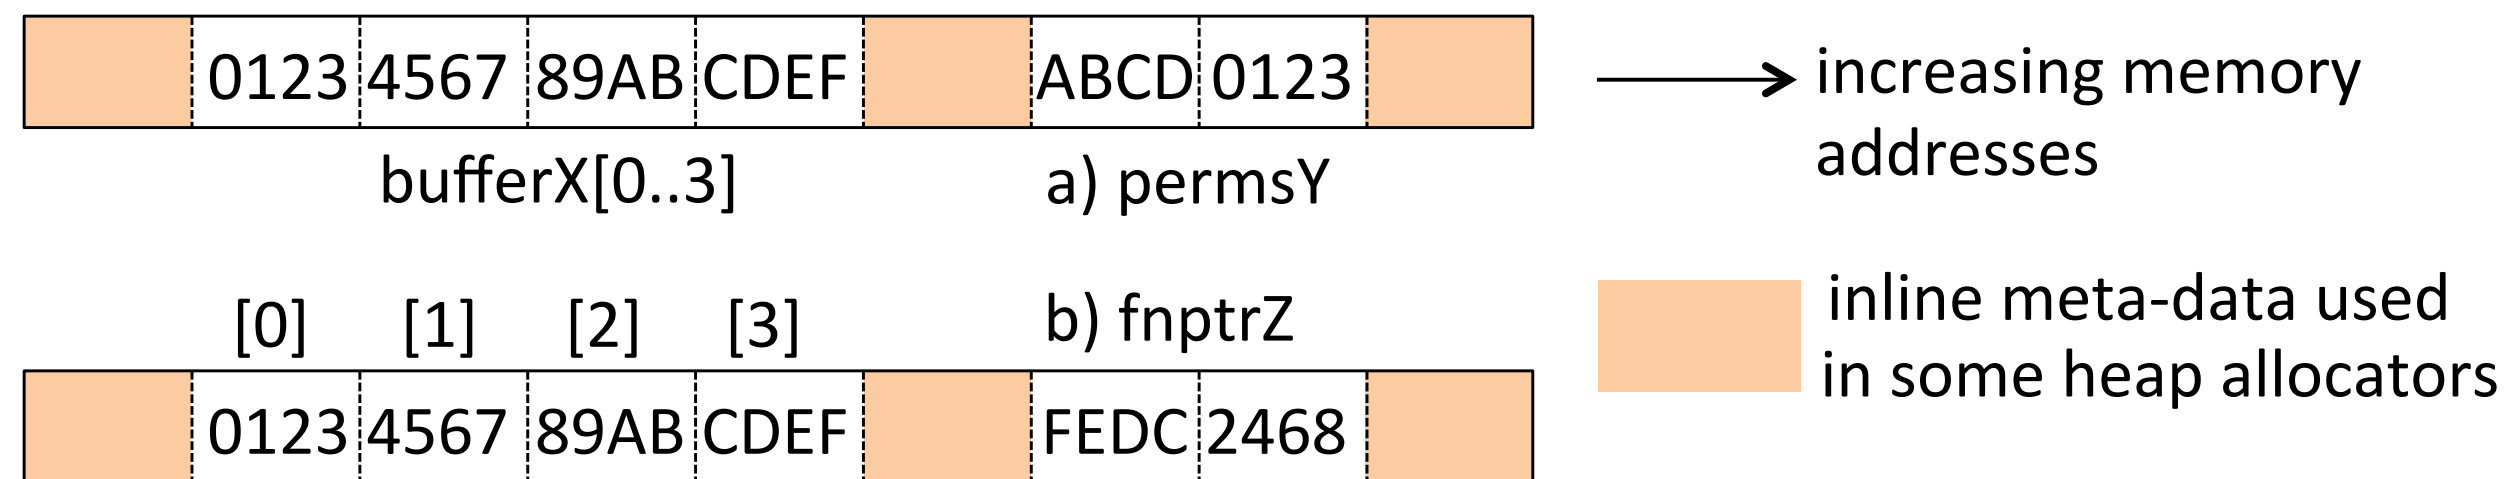 0123 4567 89AB CDEF ABCD 0123
bufferX[0..3] a) permsY
increasing memory
addresses
[0] [1] [2] [3] b) fnptrZ
0123 4567 89AB CDEF FEDC 2468
inline meta-data used
in some heap allocators